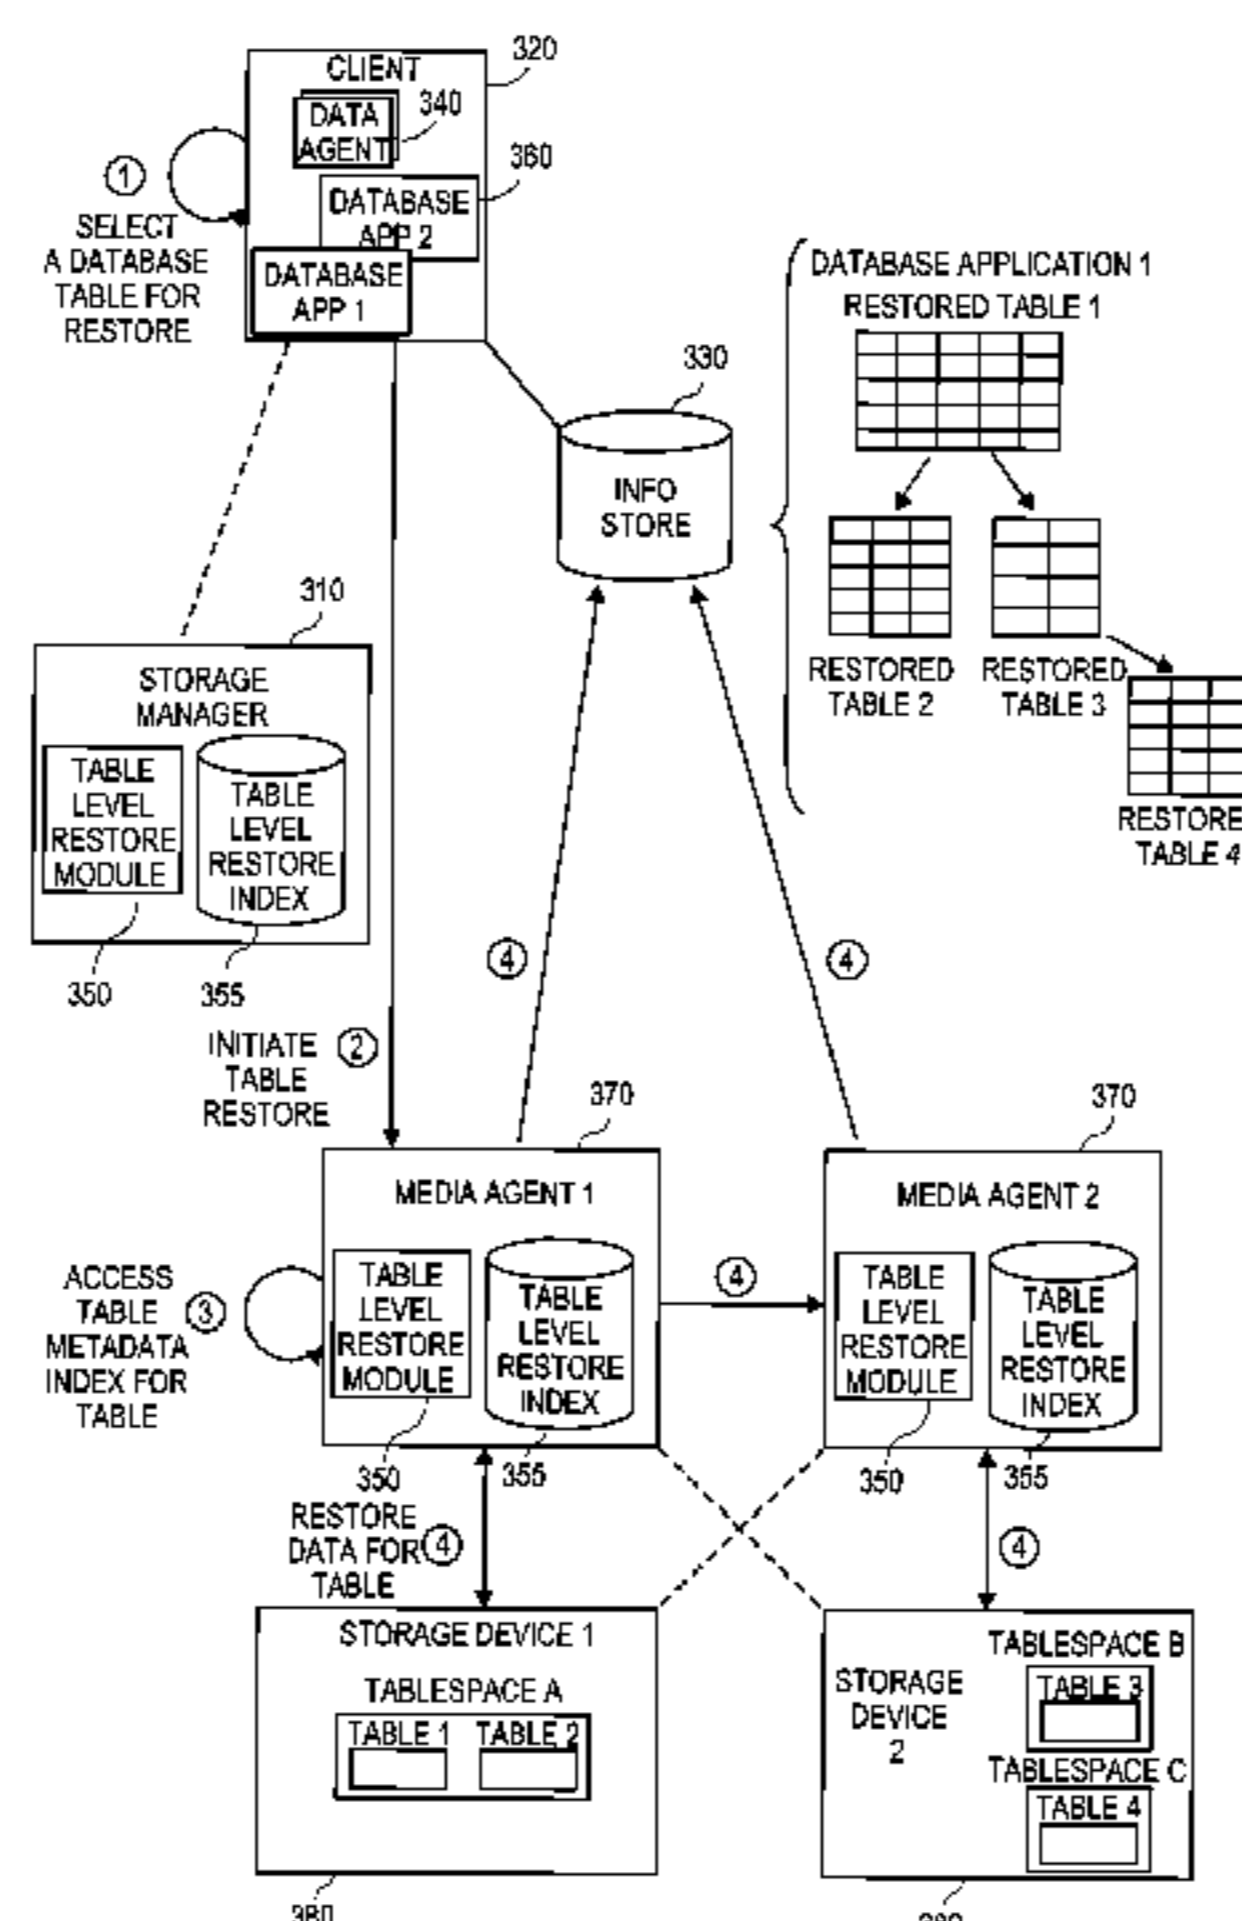 CLIENT
320
DATA
AGENT
340
360
DATABASE
APP 2
DATABASE
APP 1
1
SELECT
A DATABASE
TABLE FOR
RESTORE
330
INFO
STORE
DATABASE APPLICATION 1
RESTORED TABLE 1
RESTORED
TABLE 2
RESTORED
TABLE 3
RESTORE
TABLE 4
310
STORAGE
MANAGER
TABLE
LEVEL
RESTORE
MODULE
TABLE
LEVEL
RESTORE
INDEX
350
355
4
4
INITIATE
TABLE
RESTORE
2
370
MEDIA AGENT 1
TABLE
LEVEL
RESTORE
MODULE
TABLE
LEVEL
RESTORE
INDEX
350
355
370
MEDIA AGENT 2
TABLE
LEVEL
RESTORE
MODULE
TABLE
LEVEL
RESTORE
INDEX
350
355
4
ACCESS
TABLE
METADATA
INDEX FOR
TABLE
3
RESTORE
DATA FOR
TABLE
4
4
STORAGE DEVICE 1
TABLESPACE A
TABLE 1
TABLE 2
STORAGE
DEVICE
2
TABLESPACE B
TABLE 3
TABLESPACE C
TABLE 4
380